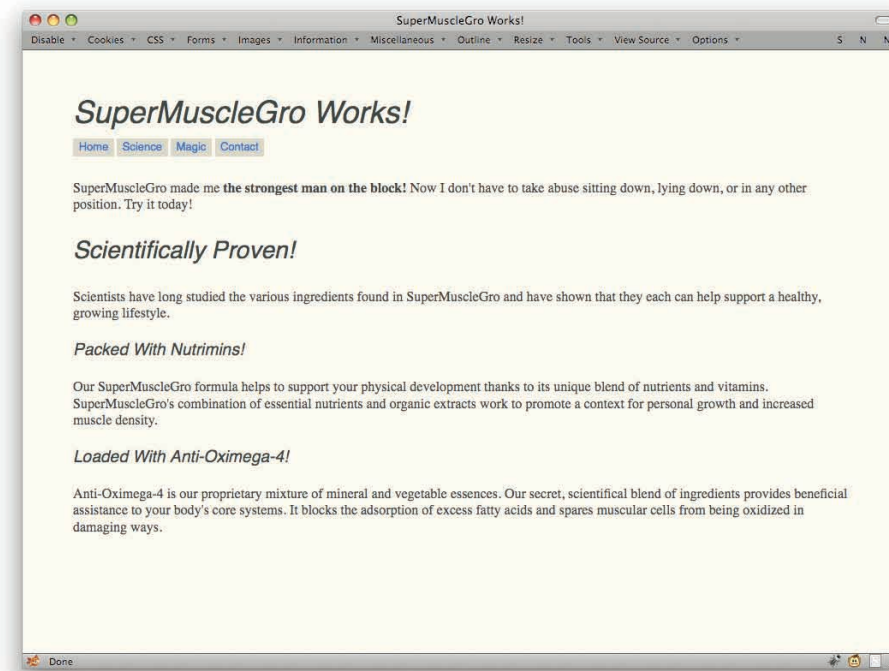 SuperMuscleGro Works!
Disable Cookies CSS Forms Images Information Miscellaneous Outline Resize Tools View Source Options S N N
SuperMuscleGro Works!
Home Science Magic Contact
SuperMuscleGro made me the strongest man on the block! Now I don't have to take abuse sitting down, lying down, or in any other
position. Try it today!
Scientifically Proven!
Scientists have long studied the various ingredients found in SuperMuscleGro and have shown that they each can help support a healthy,
growing lifestyle.
Packed With Nutrimins!
Our SuperMuscleGro formula helps to support your physical development thanks to its unique blend of nutrients and vitamins.
SuperMuscleGro's combination of essential nutrients and organic extracts work to promote a context for personal growth and increased
muscle density.
Loaded With Anti-Oximega-4!
Anti-Oximega-4 is our proprietary mixture of mineral and vegetable essences. Our secret, scientifical blend of ingredients provides beneficial
assistance to your body's core systems. It blocks the adsorption of excess fatty acids and spares muscular cells from being oxidized in
damaging ways.
Done